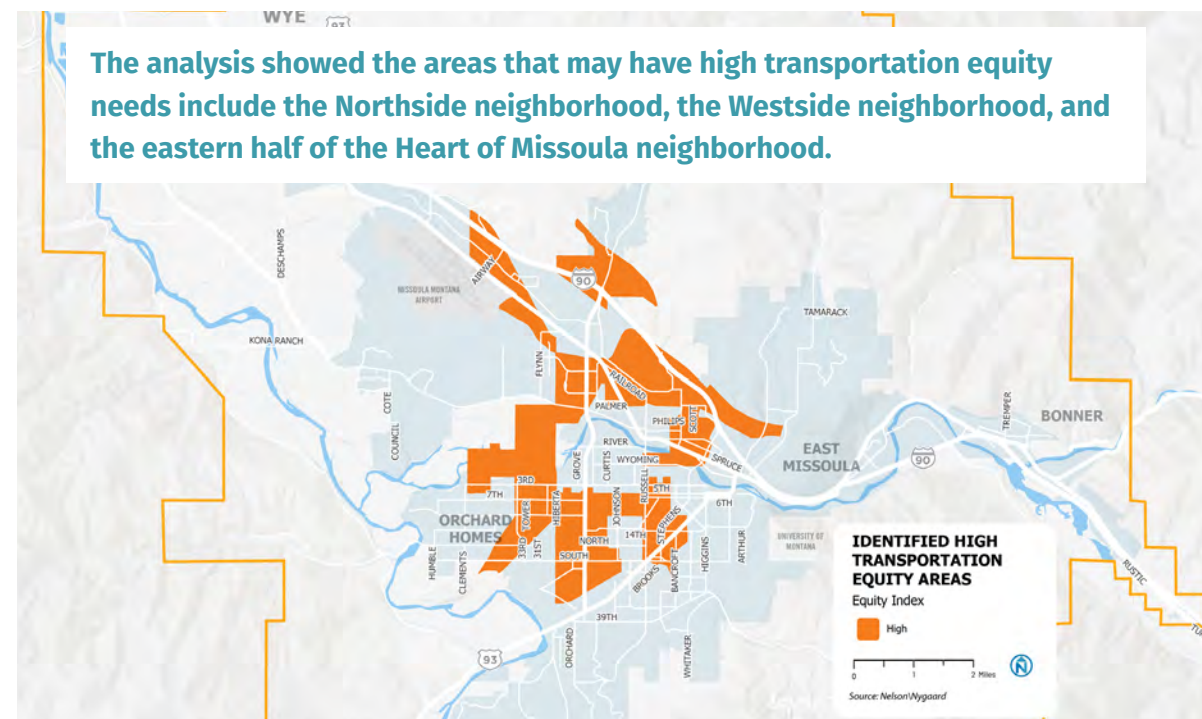 WYE
93
The analysis showed the areas that may have high transportation equity
needs include the Northside neighborhood, the Westside neighborhood, and
the eastern half of the Heart of Missoula neighborhood.
DESCHAMPS
AIRWAY
90
MISSOULA MONTANA
AIRPORT
TAMARACK
KONA RANCH
FLYNN
RAILROAD
COTE
PALMER
PHILIPS
SCOTT
TREMPER
BONNER
COUNCIL
RIVER
EAST
MISSOULA
GROVE
CURTIS
WYOMING
SPRUCE
90
3RD
RUSSELL
7TH
5TH
6TH
TOWER
HIBERTA
JOHNSON
STEPHENS
ORCHARD
HOMES
14TH
NORTH
33RD
31ST
SOUTH
HUMBLE
CLEMENTS
BROOKS
BANCROFT
HIGGINS
ARTHUR
UNIVERSITY OF
MONTANA
39TH
93
ORCHARD
WHITAKER
RUSTIC
IDENTIFIED HIGH
TRANSPORTATION
EQUITY AREAS
Equity Index
High
0 1 2 Miles
N
Source: Nelson\Nygaard